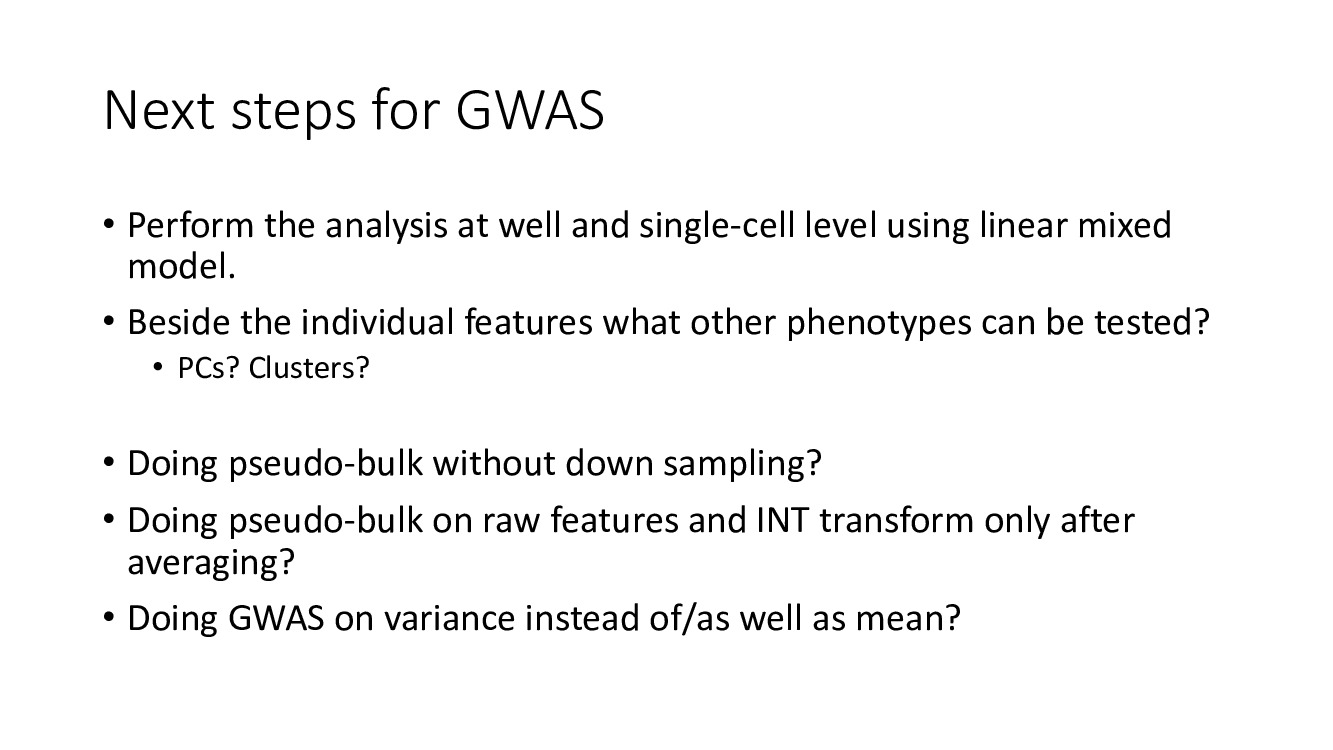 Next steps for GWAS
• Perform the analysis at well and single-cell level using linear mixed
model.
• Beside the individual features what other phenotypes can be tested?
• PCs? Clusters?
• Doing pseudo-bulk without down sampling?
• Doing pseudo-bulk on raw features and INT transform only after
averaging?
• Doing GWAS on variance instead of/as well as mean?